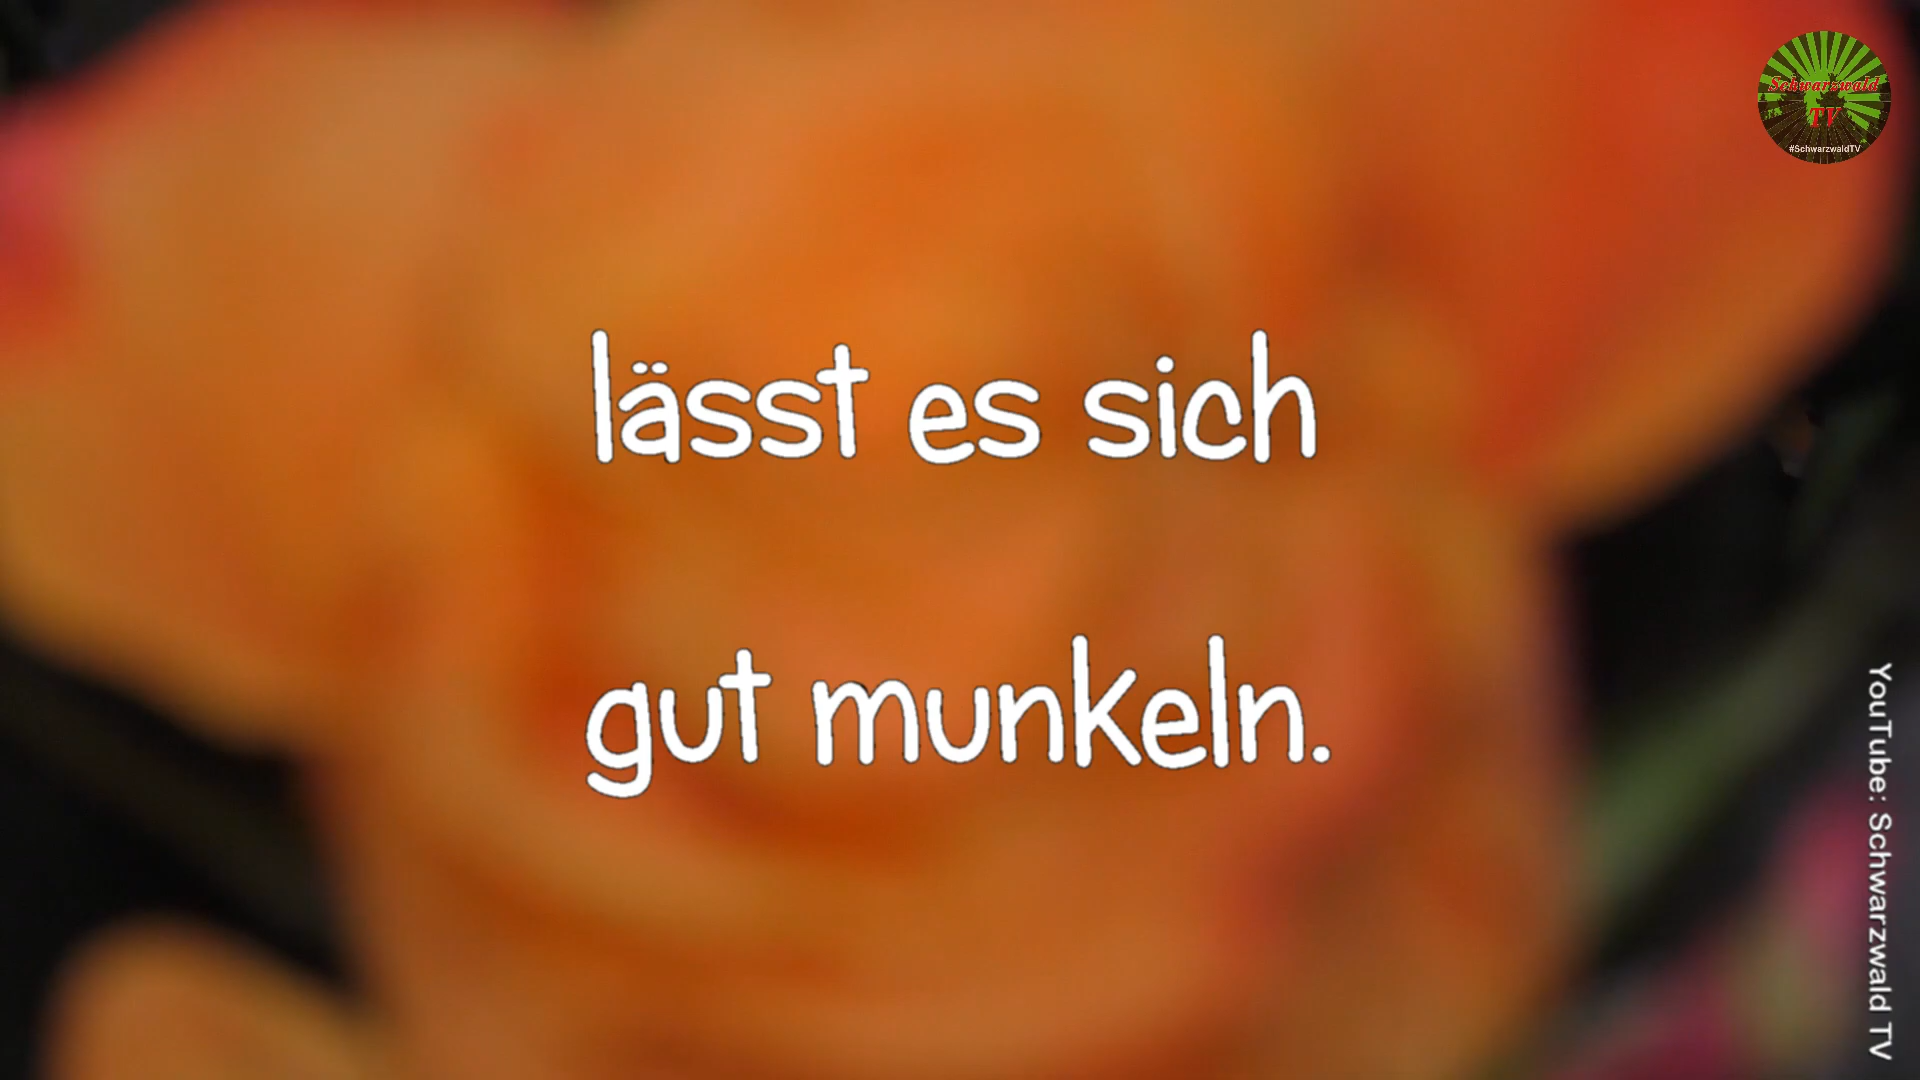 Schwarzwald
TV
#SchwarzwaldTV
lässt es sich
gut munkeln.
YouTube: Schwarzwald TV